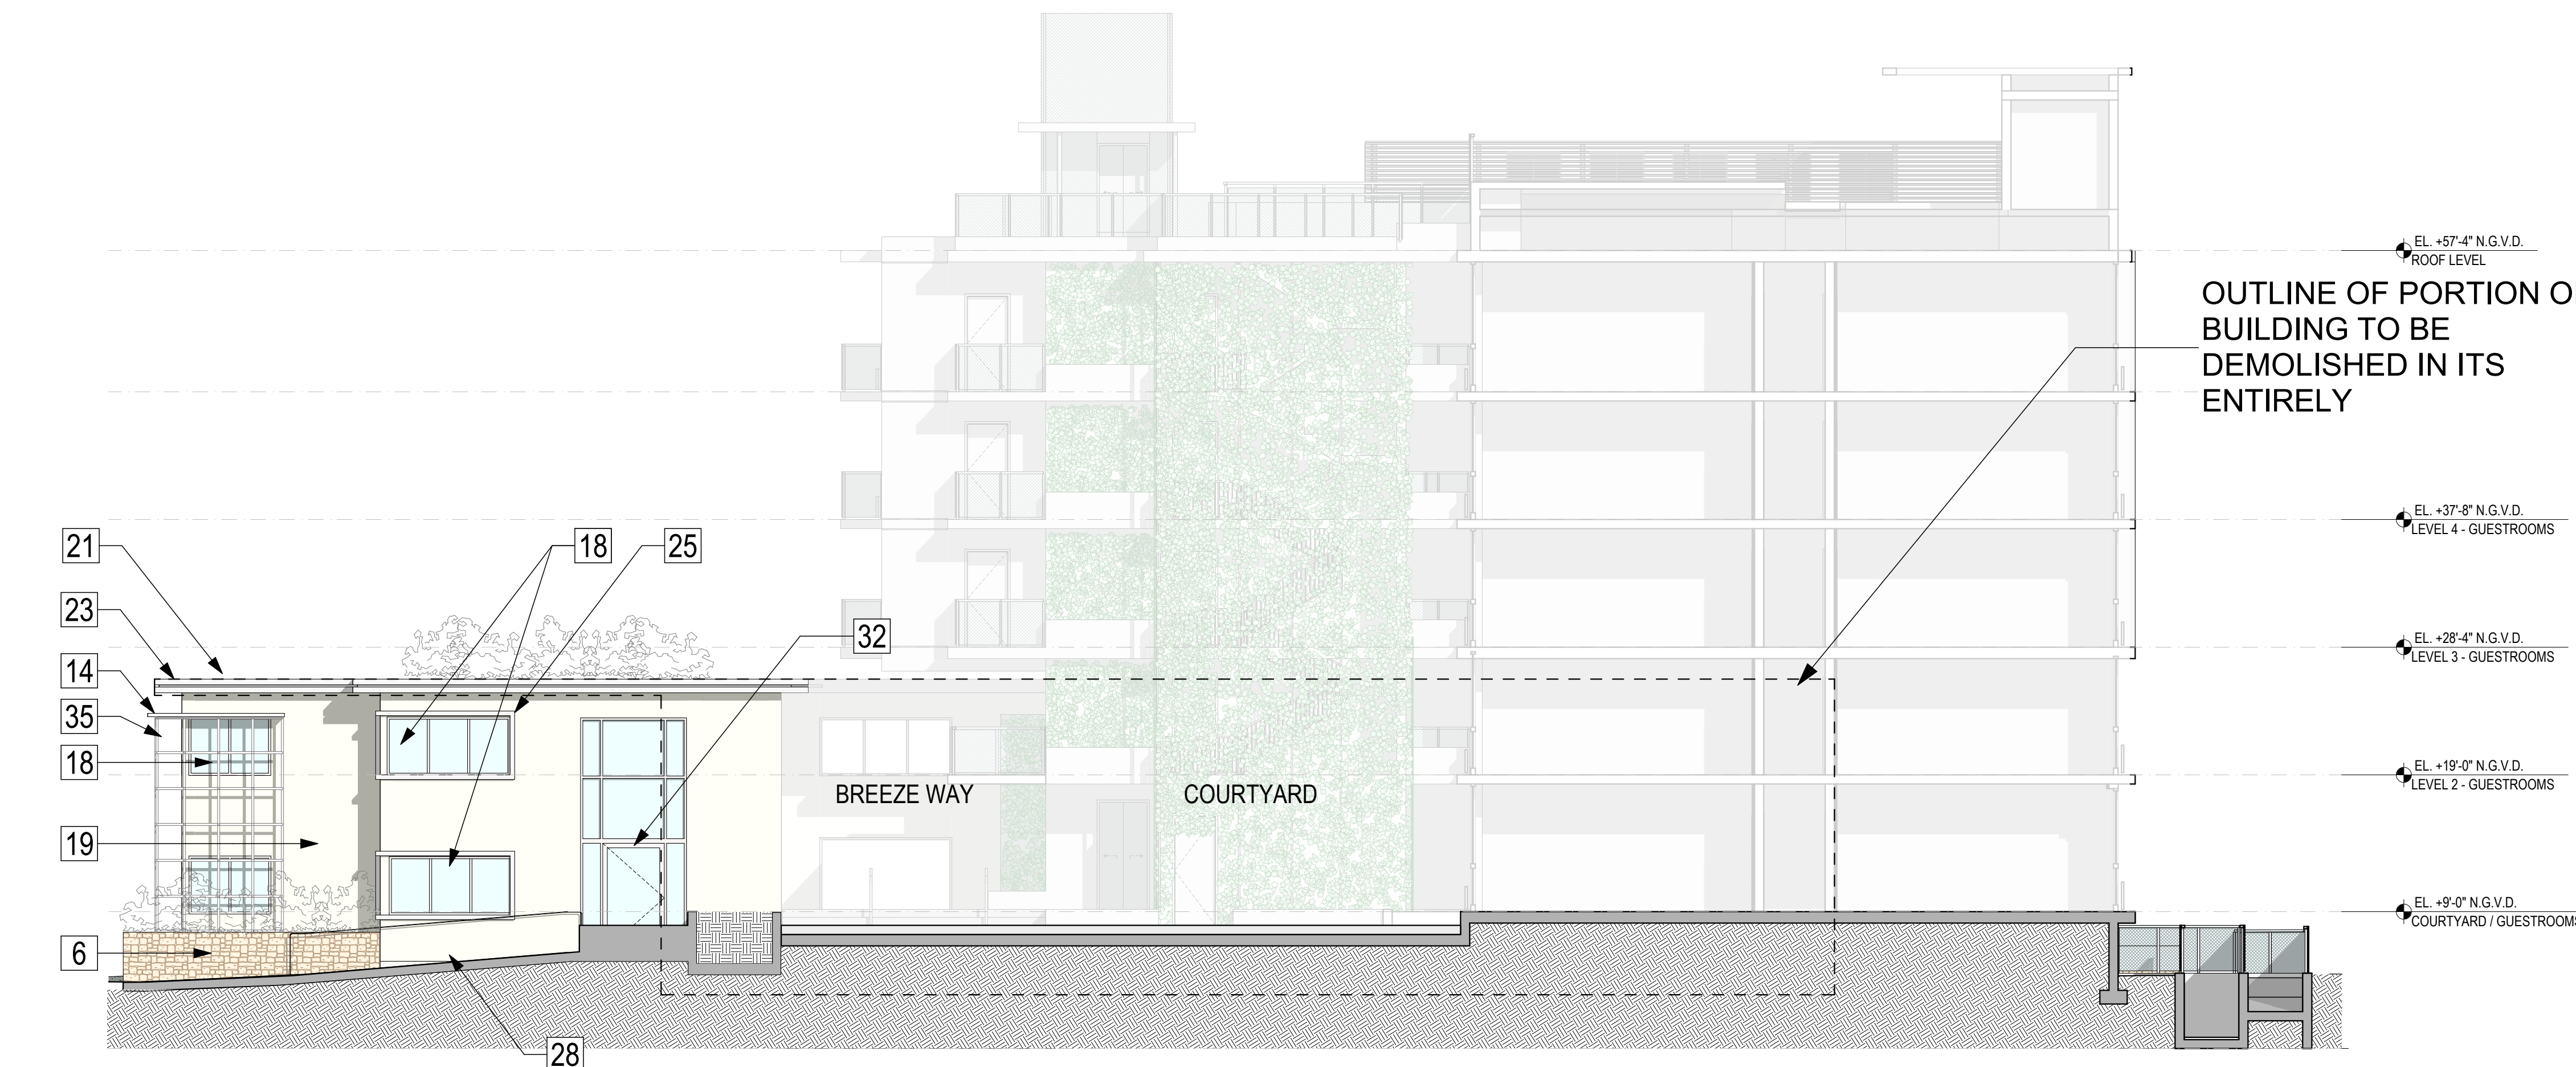 EL. +57'-4" N.G.V.D.
ROOF LEVEL
OUTLINE OF PORTION O
BUILDING TO BE
DEMOLISHED IN ITS
ENTIRELY
EL. +37'-8" N.G.V.D.
LEVEL 4 - GUESTROOMS
21
18
25
23
32
EL. +28'-4" N.G.V.D.
LEVEL 3 - GUESTROOMS
14
35
18
EL. +19'-0" N.G.V.D.
LEVEL 2 - GUESTROOMS
BREEZE WAY
COURTYARD
19
EL. +9'-0" N.G.V.D.
COURTYARD / GUESTROOMS
6
28